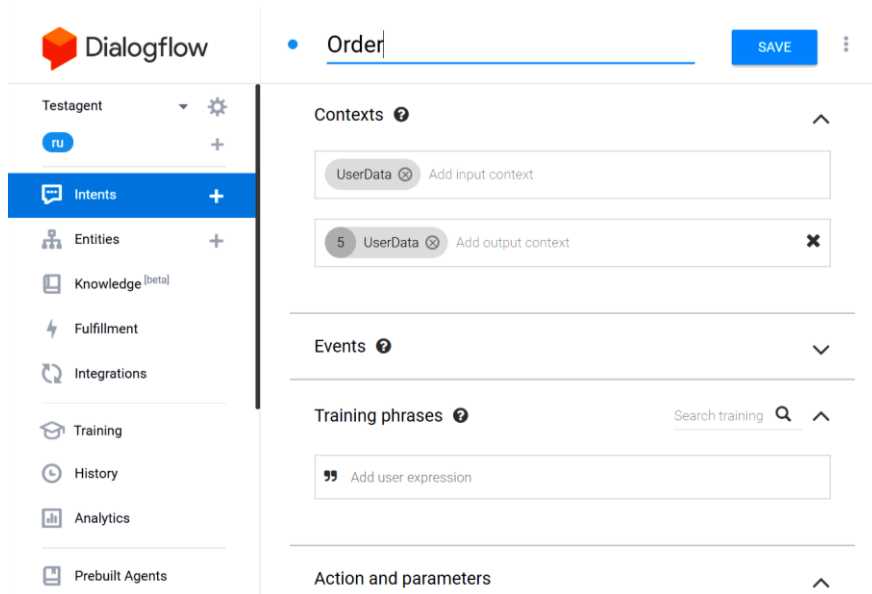 Dialogflow
Order
SAVE
Testagent
ru
Intents
Entities
Knowledge [beta]
Fulfillment
Integrations
Training
History
Analytics
Prebuilt Agents
Contexts
UserData Add input context
5 UserData Add output context
Events
Training phrases Search training
Add user expression
Action and parameters